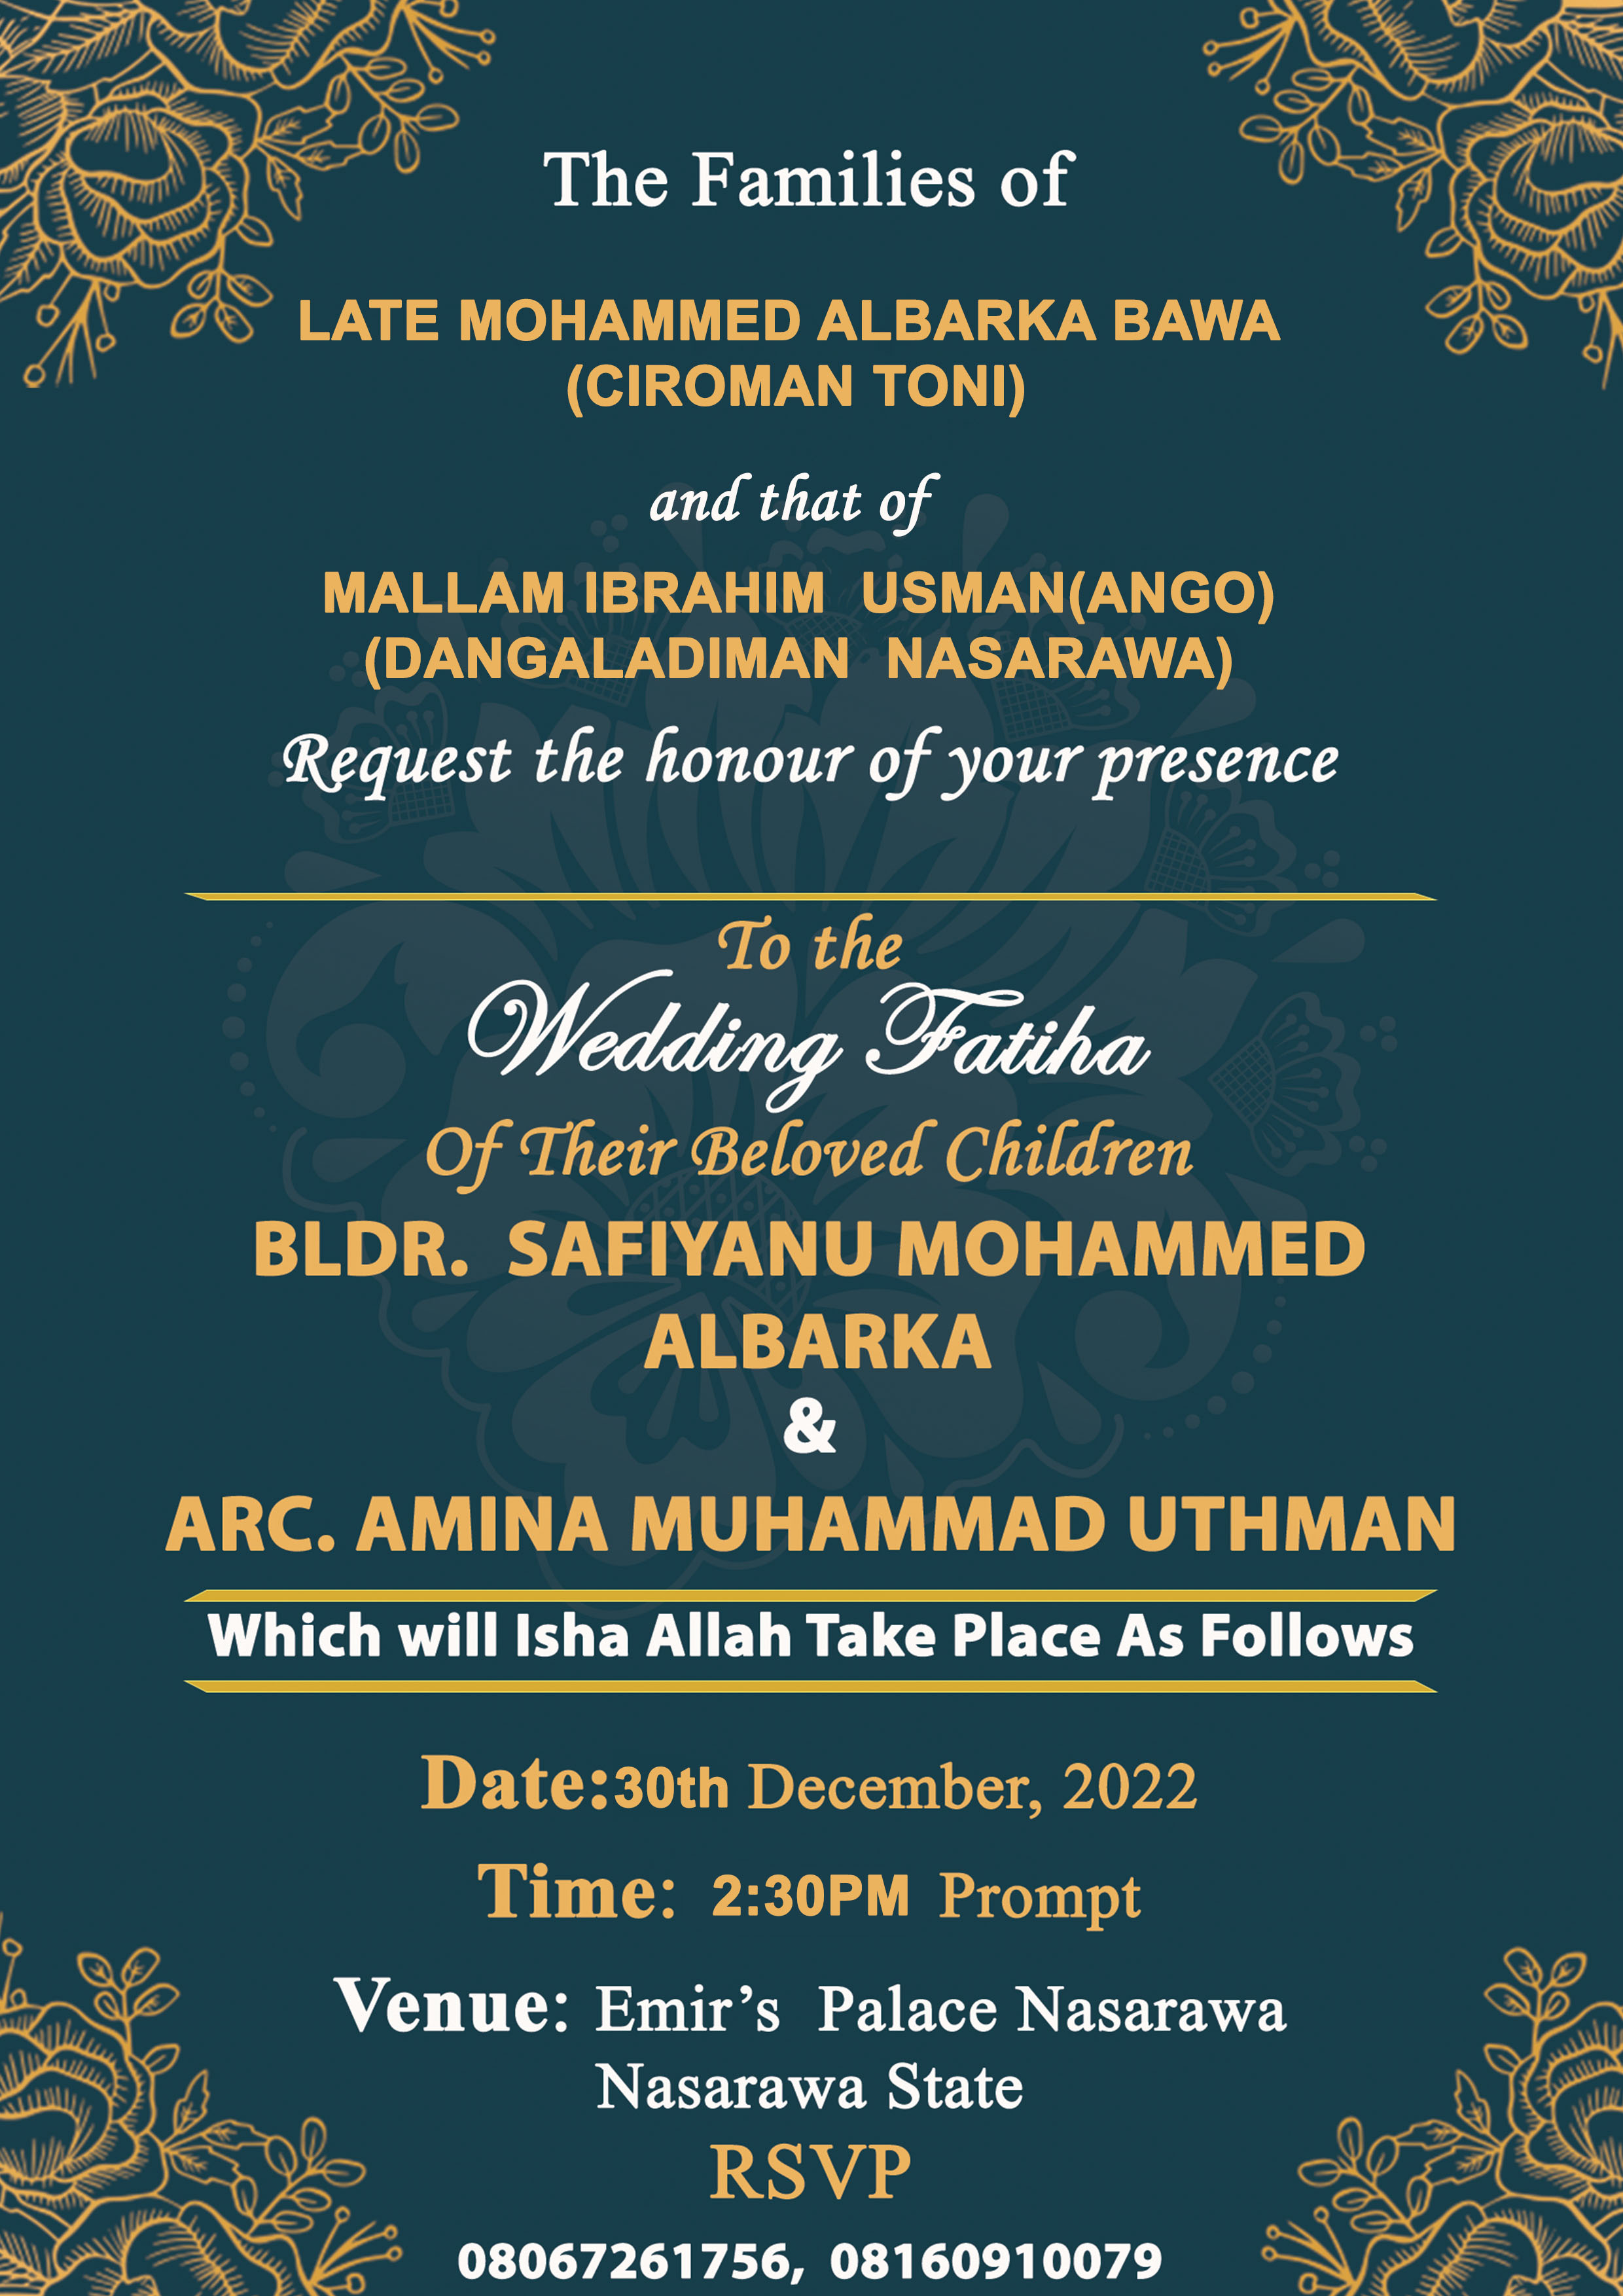 The Families of
LATE MOHAMMED ALBARKA BAWA
(CIROMAN TONI)
and that of
MALLAM IBRAHIM USMAN(ANGO)
(DANGALADIMAN NASARAWA)
Request the honour of your presence
To the
Wedding Fatiha
Of Their Beloved Children
BLDR. SAFIYANU MOHAMMED
ALBARKA
&
ARC. AMINA MUHAMMAD UTHMAN
Which will Isha Allah Take Place As Follows
Date:30th December, 2022
Time: 2:30PM Prompt
Venue: Emir’s Palace Nasarawa
Nasarawa State
RSVP
08067261756, 08160910079